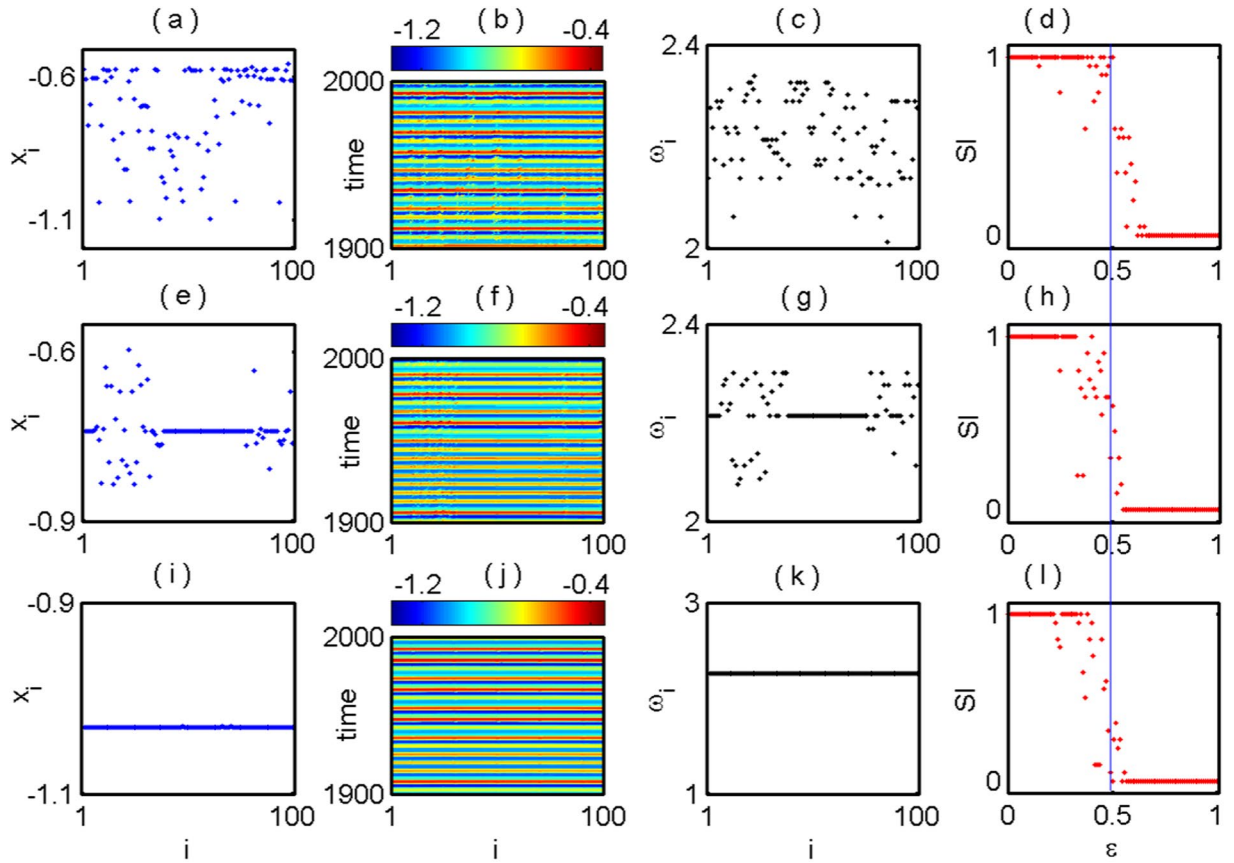 ( a )
( b )
( c )
( d )
-1.2
-0.4
-0.6
-1.1
x_i
1
100
2000
1900
time
1
100
2.4
2
ω_i
1
100
1
0
SI
0
0.5
1
( e )
( f )
( g )
( h )
-1.2
-0.4
-0.6
-0.9
x_i
1
100
2000
1900
time
1
100
2.4
2
ω_i
1
100
1
0
SI
0
0.5
1
( i )
( j )
( k )
( l )
-1.2
-0.4
-0.9
-1.1
x_i
1
100
i
2000
1900
time
1
100
i
3
1
ω_i
1
100
i
1
0
SI
0
0.5
1
ε